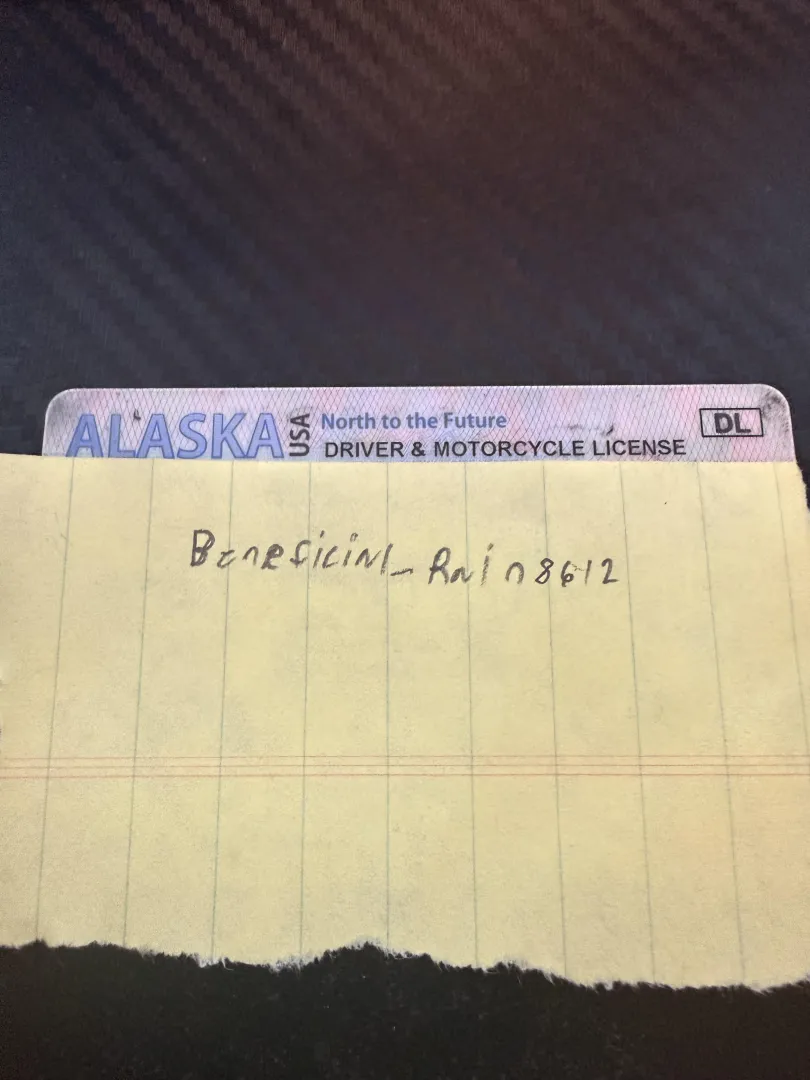 ALASKA USA North to the Future DL
DRIVER & MOTORCYCLE LICENSE
Beneficial_Rain8612